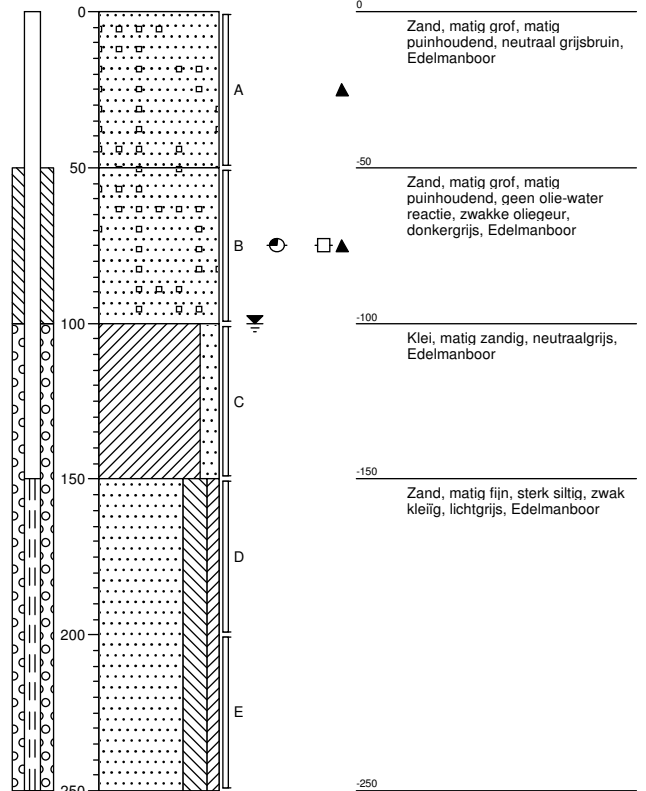 0
0
Zand, matig grof, matig
puinhoudend, neutraal grijsbruin,
Edelmanboor
A
50
-50
Zand, matig grof, matig
puinhoudend, geen olie-water
reactie, zwakke oliegeur,
donkergrijs, Edelmanboor
B
100
-100
Klei, matig zandig, neutraalgrijs,
Edelmanboor
C
150
-150
Zand, matig fijn, sterk siltig, zwak
kleiïg, lichtgrijs, Edelmanboor
D
200
E
250
-250